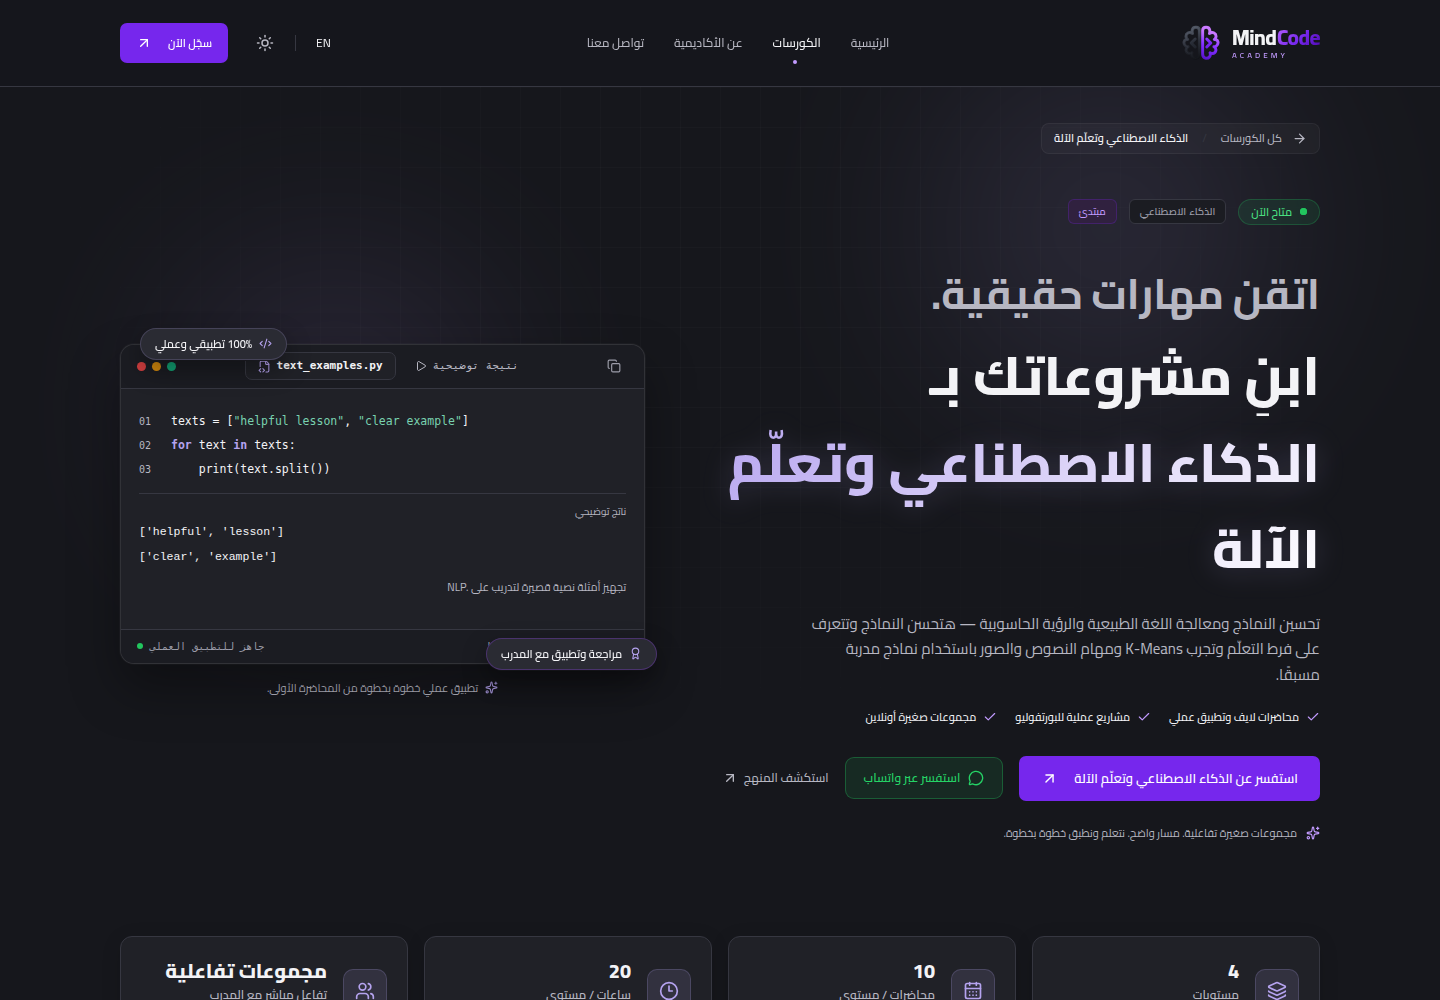 MindCode
ACADEMY
الرئيسية
الكورسات
عن الأكاديمية
تواصل معنا
EN
سجّل الآن
كل الكورسات / الذكاء الاصطناعي وتعلّم الآلة
متاح الآن
الذكاء الاصطناعي
مبتدئ
اتقن مهارات حقيقية.
ابنِ مشروعاتك بـ
الذكاء الاصطناعي وتعلّم
الآلة
تحسين النماذج ومعالجة اللغة الطبيعية والرؤية الحاسوبية — هتحسن النماذج وتتعرف
على فرط التعلّم وتجرب K-Means ومهام النصوص والصور باستخدام نماذج مدربة
مسبقًا.
محاضرات لايف وتطبيق عملي
مشاريع عملية للبورتفوليو
مجموعات صغيرة أونلاين
استفسر عن الذكاء الاصطناعي وتعلّم الآلة
استفسر عبر واتساب
استكشف المنهج
مجموعات صغيرة تفاعلية. مسار واضح. نتعلم ونطبق خطوة بخطوة.
100% تطبيقي وعملي
text_examples.py
نتيجة توضيحية
01 texts = ["helpful lesson", "clear example"]
02 for text in texts:
03 print(text.split())
ناتج توضيحي
['helpful', 'lesson']
['clear', 'example']
تجهيز أمثلة نصية قصيرة لتدريب على .NLP
جاهز للتطبيق العملي
مراجعة وتطبيق مع المدرب
تطبيق عملي خطوة بخطوة من المحاضرة الأولى.
4
مستويات
10
محاضرات / مستوى
20
ساعات / مستوى
مجموعات تفاعلية
تفاعل مباشر مع المدرب